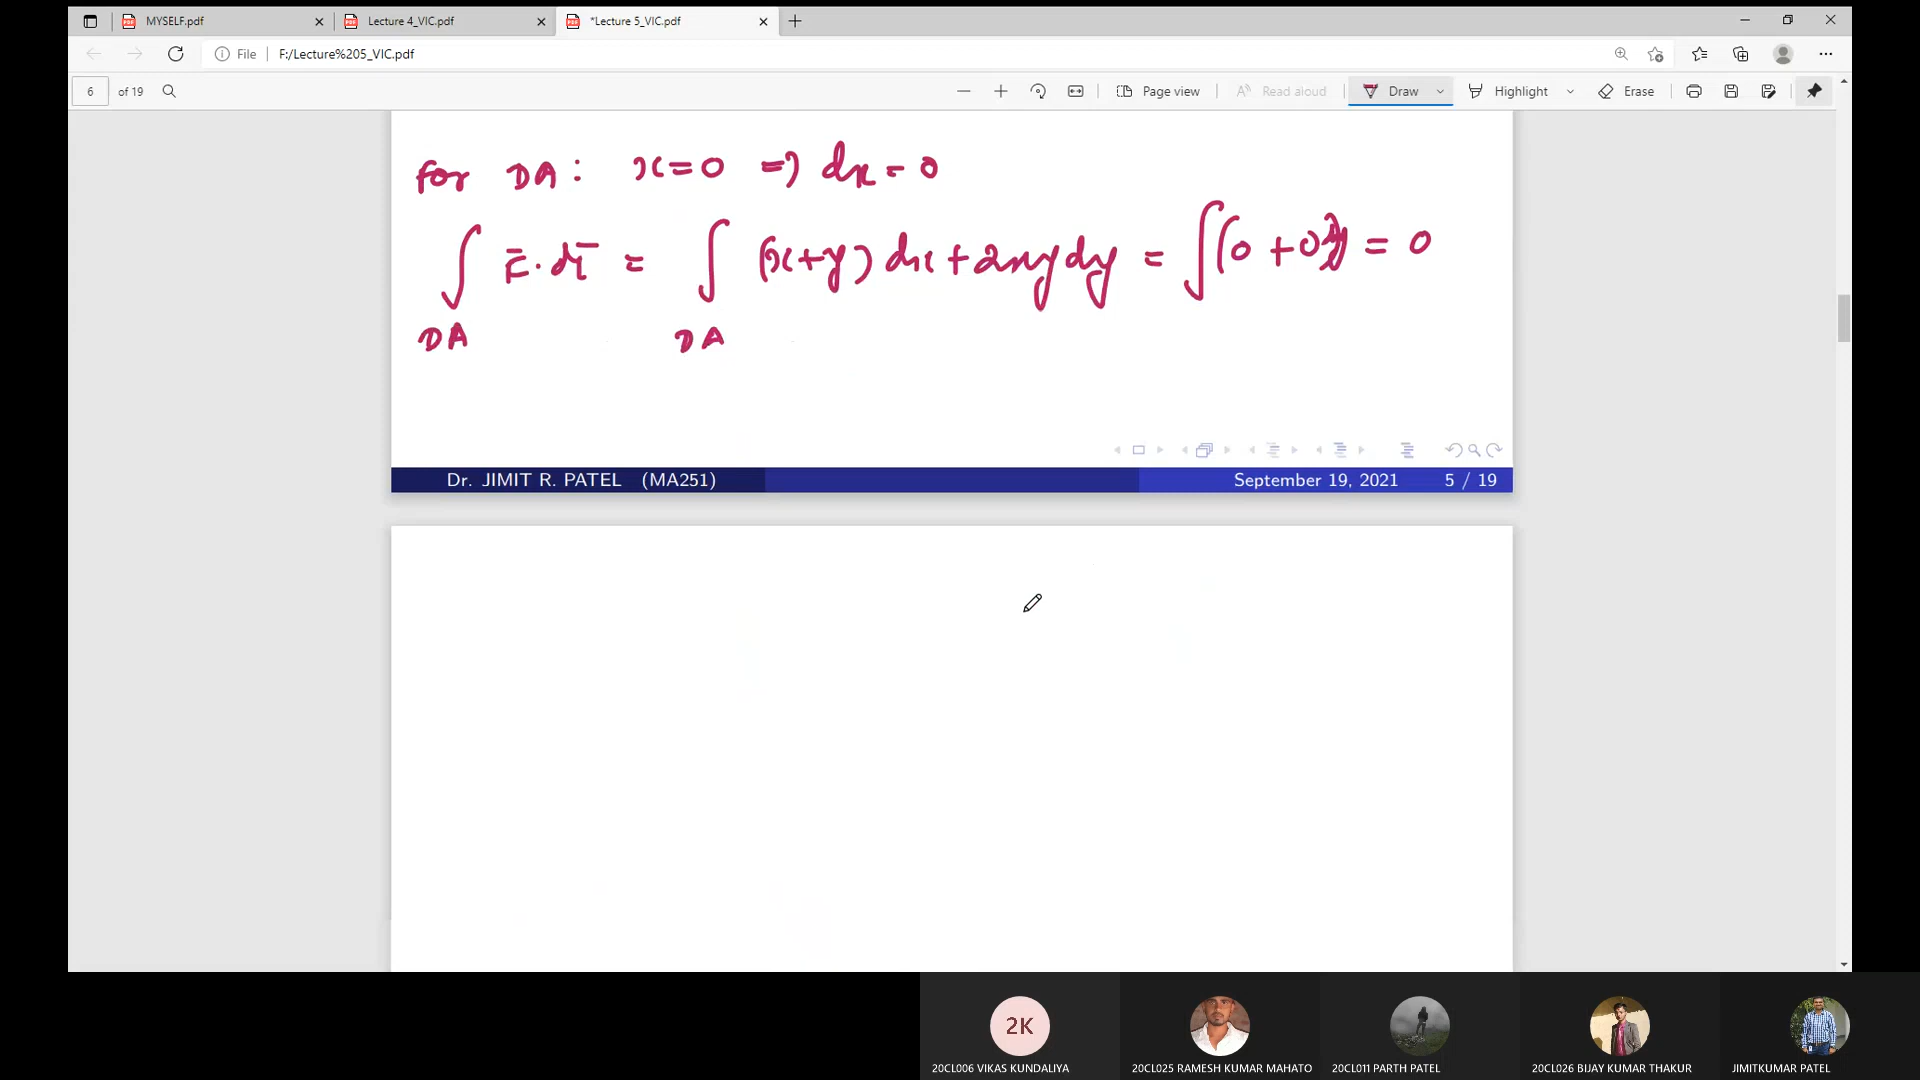 MYSELF.pdf
Lecture 4_VIC.pdf
*Lecture 5_VIC.pdf
File F:/Lecture%205_VIC.pdf
6 of 19 Page view Read aloud Draw Highlight Erase
For DA : x=0 => dx = 0
∫ F̅ · dr̅ = ∫ (x+y) dx + 2xy dy = ∫ (0 + 0) dy = 0
DA DA
Dr. JIMIT R. PATEL (MA251) September 19, 2021 5 / 19
2K
20CL006 VIKAS KUNDALIYA 20CL025 RAMESH KUMAR MAHATO 20CL011 PARTH PATEL 20CL026 BIJAY KUMAR THAKUR JIMITKUMAR PATEL